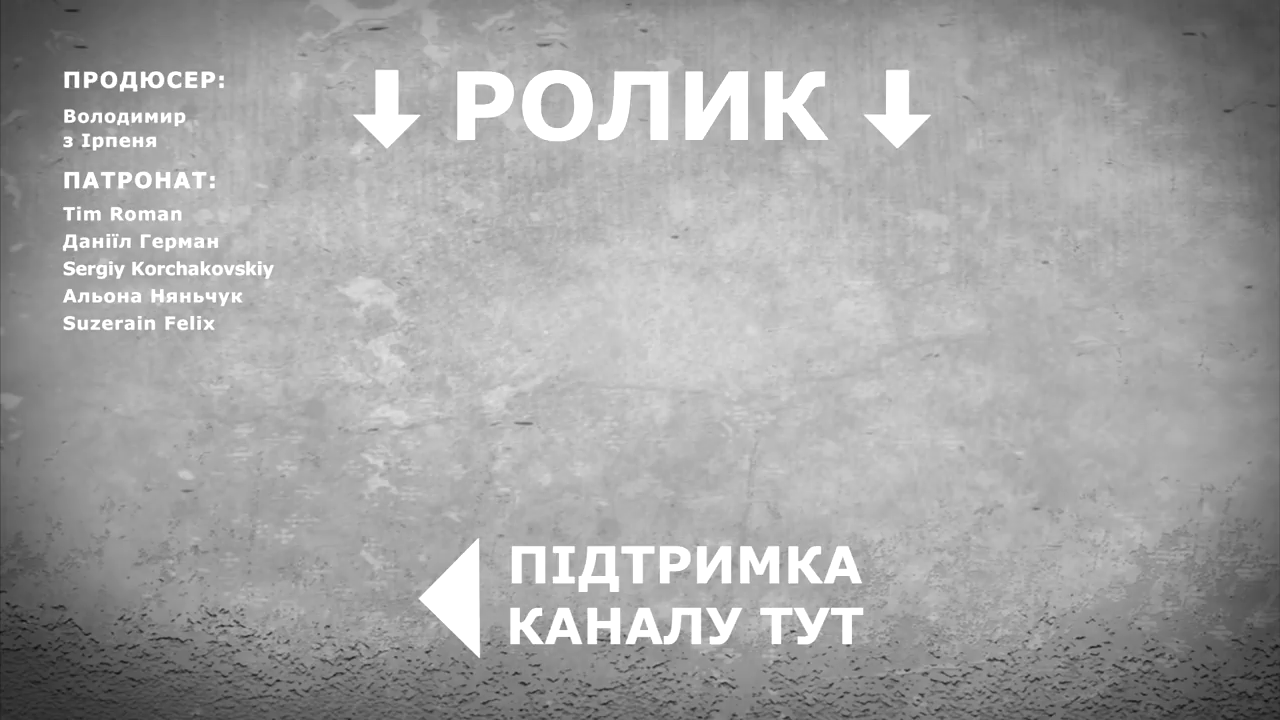 ПРОДЮСЕР:
Володимир
з Ірпеня
ПАТРОНАТ:
Tim Roman
Даніїл Герман
Sergiy Korchakovskiy
Альона Няньчук
Suzerain Felix
РОЛИК
ПІДТРИМКА
КАНАЛУ ТУТ